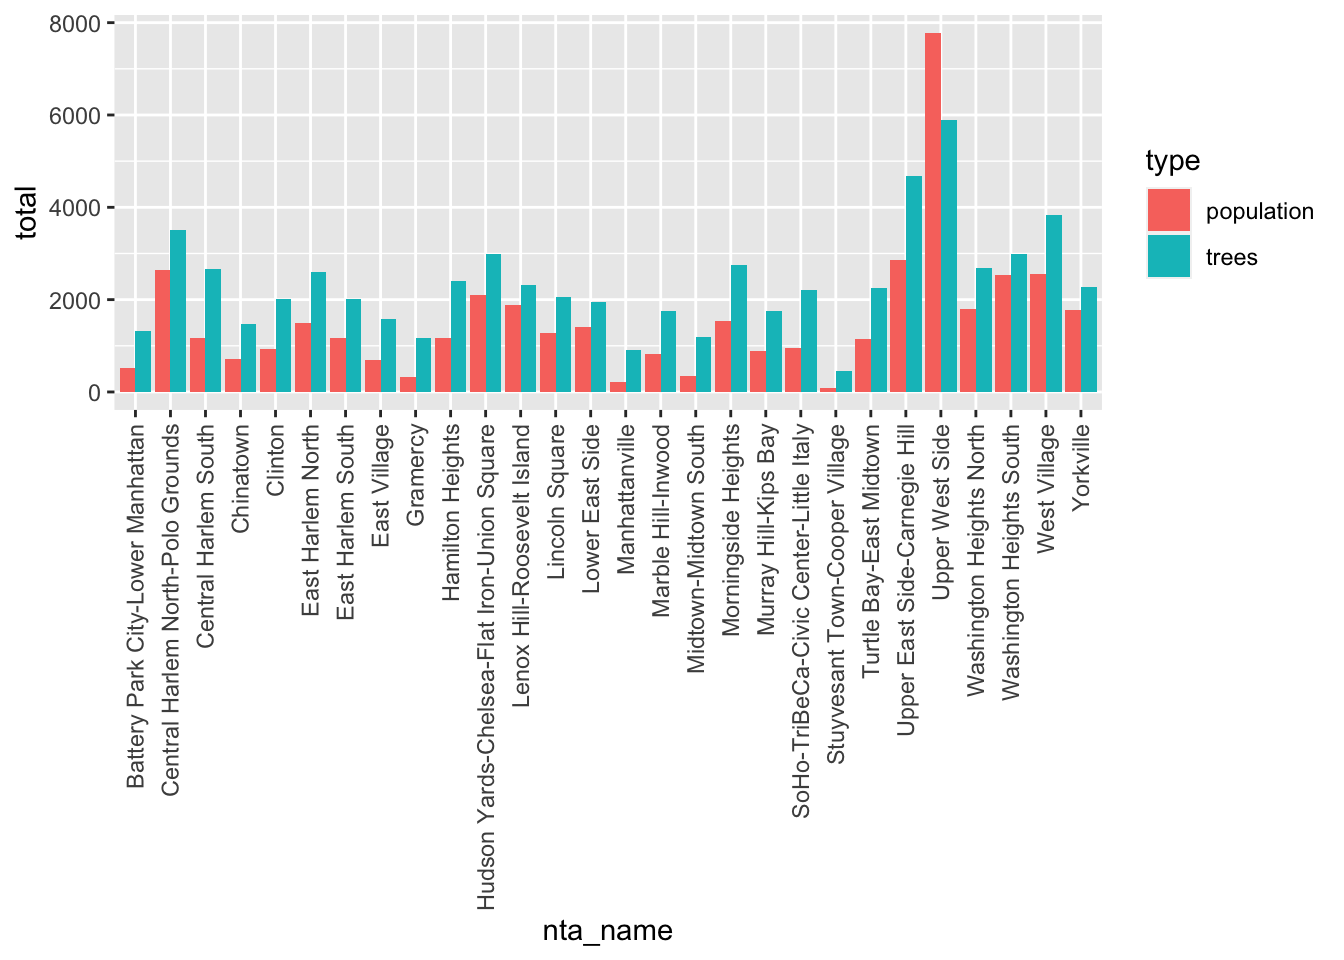 8000
6000
4000
2000
0
total
Battery Park City-Lower Manhattan
Central Harlem North-Polo Grounds
Central Harlem South
Chinatown
Clinton
East Harlem North
East Harlem South
East Village
Gramercy
Hamilton Heights
Hudson Yards-Chelsea-Flat Iron-Union Square
Lenox Hill-Roosevelt Island
Lincoln Square
Lower East Side
Manhattanville
Marble Hill-Inwood
Midtown-Midtown South
Morningside Heights
Murray Hill-Kips Bay
SoHo-TriBeCa-Civic Center-Little Italy
Stuyvesant Town-Cooper Village
Turtle Bay-East Midtown
Upper East Side-Carnegie Hill
Upper West Side
Washington Heights North
Washington Heights South
West Village
Yorkville
nta_name
type
population
trees